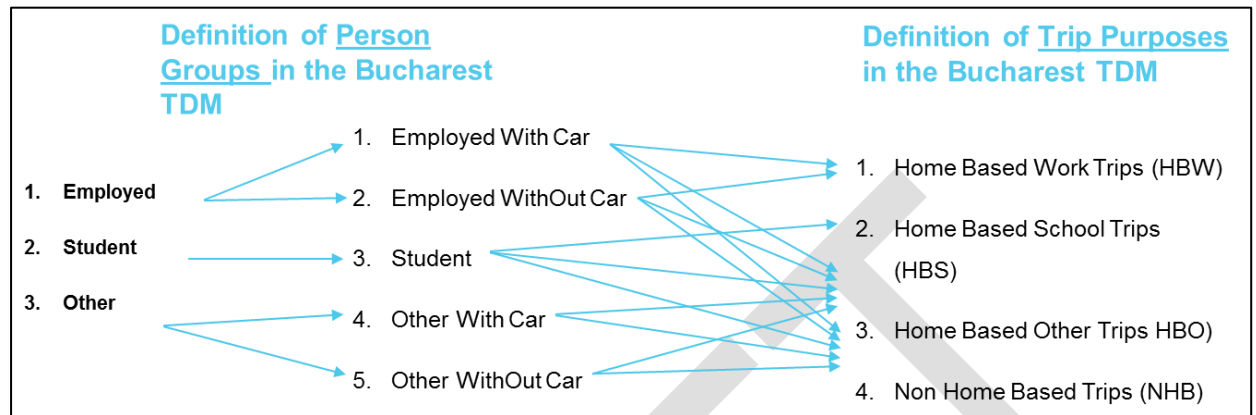 Definition of Person
Groups in the Bucharest
TDM
1. Employed
2. Student
3. Other
1. Employed With Car
2. Employed WithOut Car
3. Student
4. Other With Car
5. Other WithOut Car
Definition of Trip Purposes
in the Bucharest TDM
1. Home Based Work Trips (HBW)
2. Home Based School Trips
(HBS)
3. Home Based Other Trips HBO)
4. Non Home Based Trips (NHB)